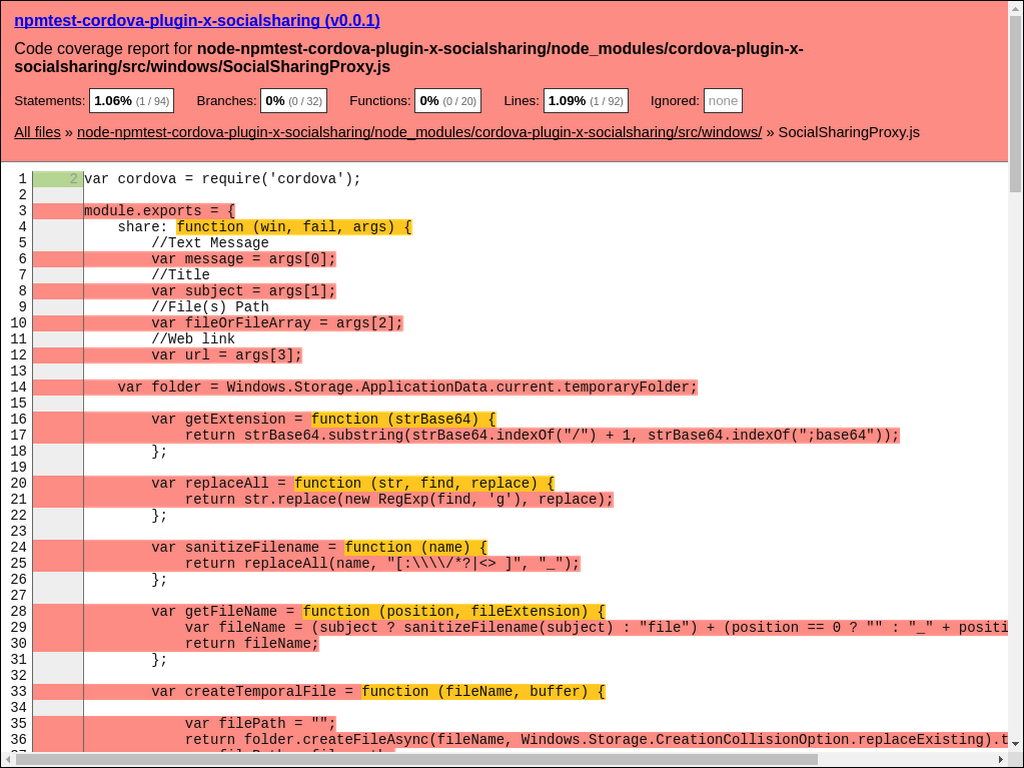 npmtest-cordova-plugin-x-socialsharing (v0.0.1)
Code coverage report for node-npmtest-cordova-plugin-x-socialsharing/node_modules/cordova-plugin-x-
socialsharing/src/windows/SocialSharingProxy.js
Statements: 1.06% (1 / 94) Branches: 0% (0 / 32) Functions: 0% (0 / 20) Lines: 1.09% (1 / 92) Ignored: none
All files » node-npmtest-cordova-plugin-x-socialsharing/node_modules/cordova-plugin-x-socialsharing/src/windows/ » SocialSharingProxy.js
1 2 var cordova = require('cordova');
2
3 module.exports = {
4 share: function (win, fail, args) {
5 //Text Message
6 var message = args[0];
7 //Title
8 var subject = args[1];
9 //File(s) Path
10 var fileOrFileArray = args[2];
11 //Web link
12 var url = args[3];
13
14 var folder = Windows.Storage.ApplicationData.current.temporaryFolder;
15
16 var getExtension = function (strBase64) {
17 return strBase64.substring(strBase64.indexOf("/") + 1, strBase64.indexOf(";base64"));
18 };
19
20 var replaceAll = function (str, find, replace) {
21 return str.replace(new RegExp(find, 'g'), replace);
22 };
23
24 var sanitizeFilename = function (name) {
25 return replaceAll(name, "[:\\\\/*?|<> ]", "_");
26 };
27
28 var getFileName = function (position, fileExtension) {
29 var fileName = (subject ? sanitizeFilename(subject) : "file") + (position == 0 ? "" : "_" + positi
30 return fileName;
31 };
32
33 var createTemporalFile = function (fileName, buffer) {
34
35 var filePath = "";
36 return folder.createFileAsync(fileName, Windows.Storage.CreationCollisionOption.replaceExisting).t